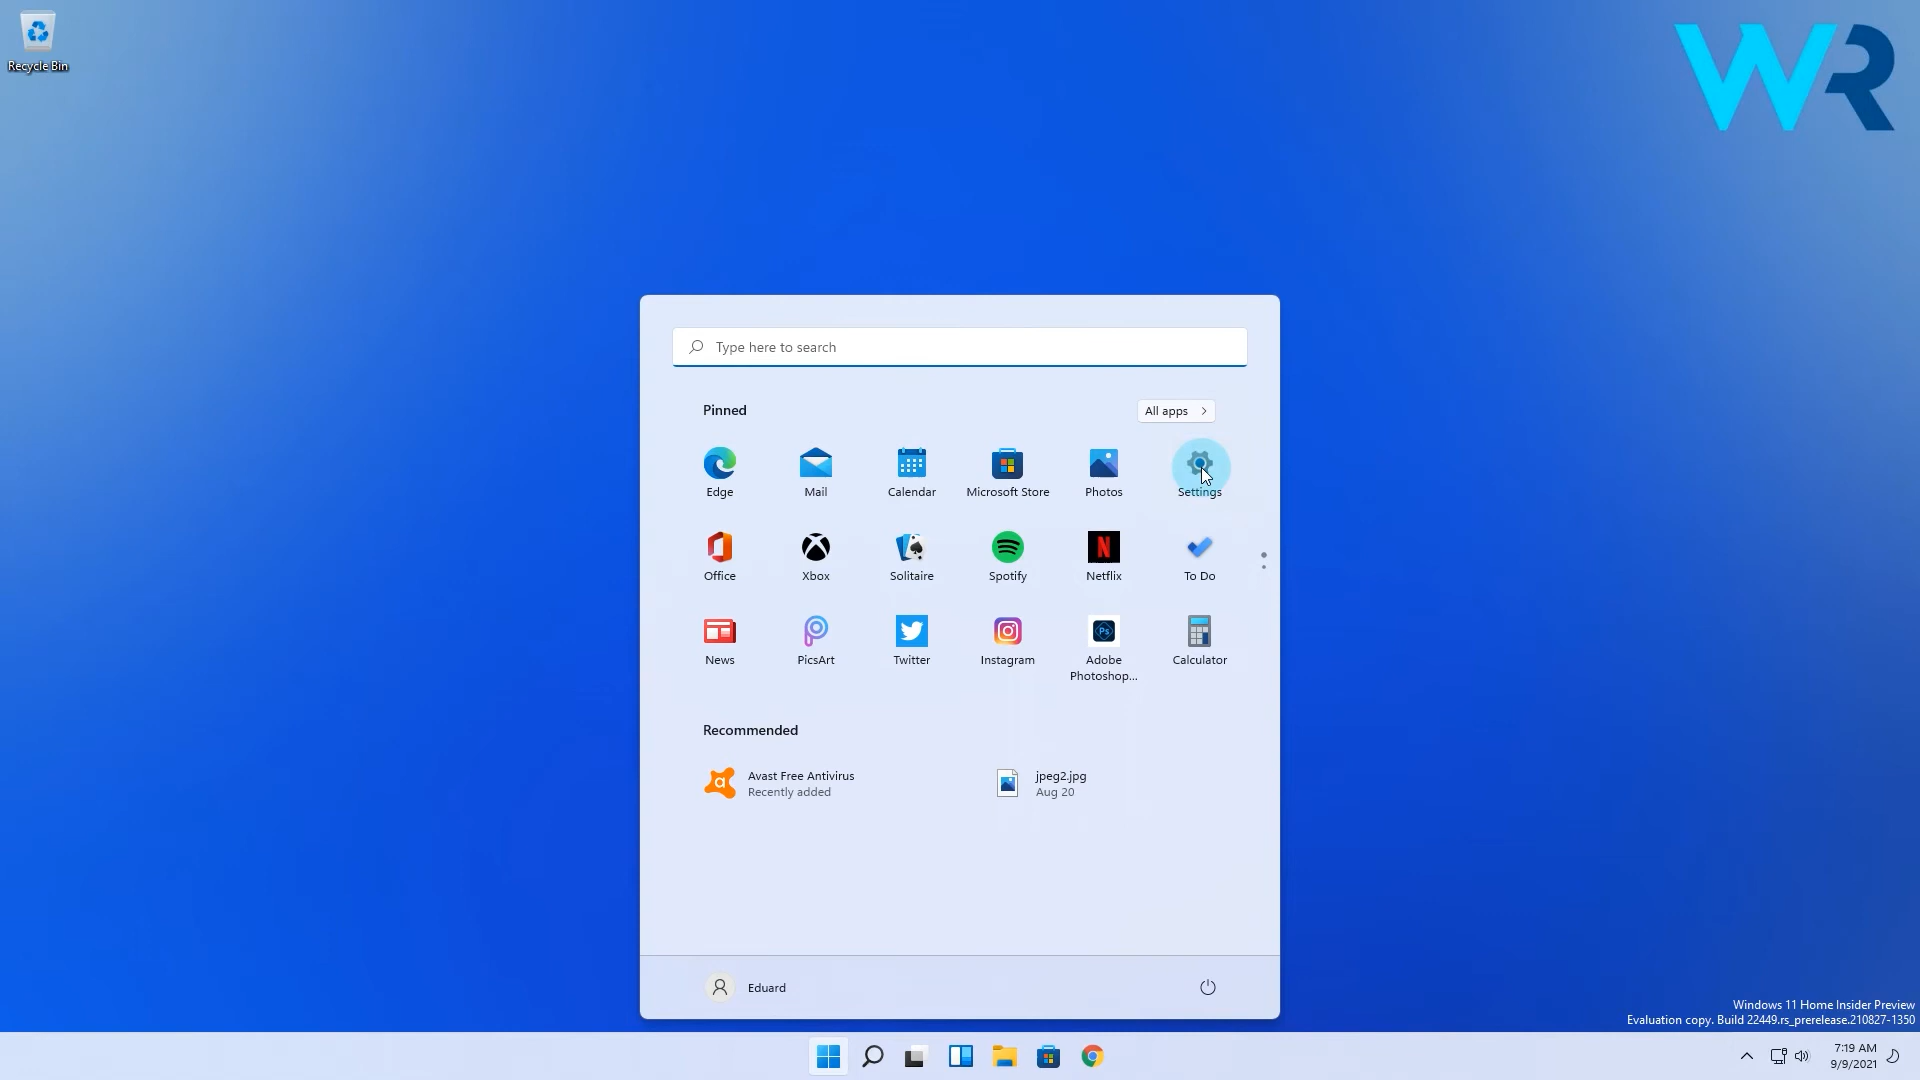 Recycle Bin
WR
Type here to search
Pinned
All apps
Edge
Mail
Calendar
Microsoft Store
Photos
Settings
Office
Xbox
Solitaire
Spotify
Netflix
To Do
News
PicsArt
Twitter
Instagram
Adobe
Photoshop...
Calculator
Recommended
Avast Free Antivirus
Recently added
jpeg2.jpg
Aug 20
Eduard
Windows 11 Home Insider Preview
Evaluation copy. Build 22449.rs_prerelease.210827-1350
7:19 AM
9/9/2021